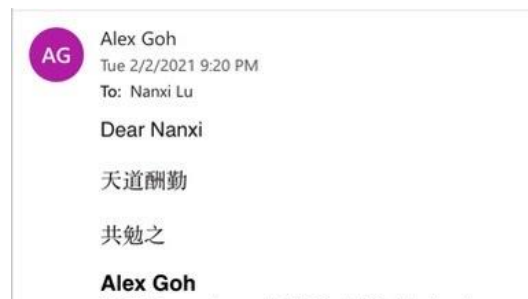 AG
Alex Goh
Tue 2/2/2021 9:20 PM
To: Nanxi Lu
Dear Nanxi
天道酬勤
共勉之
Alex Goh